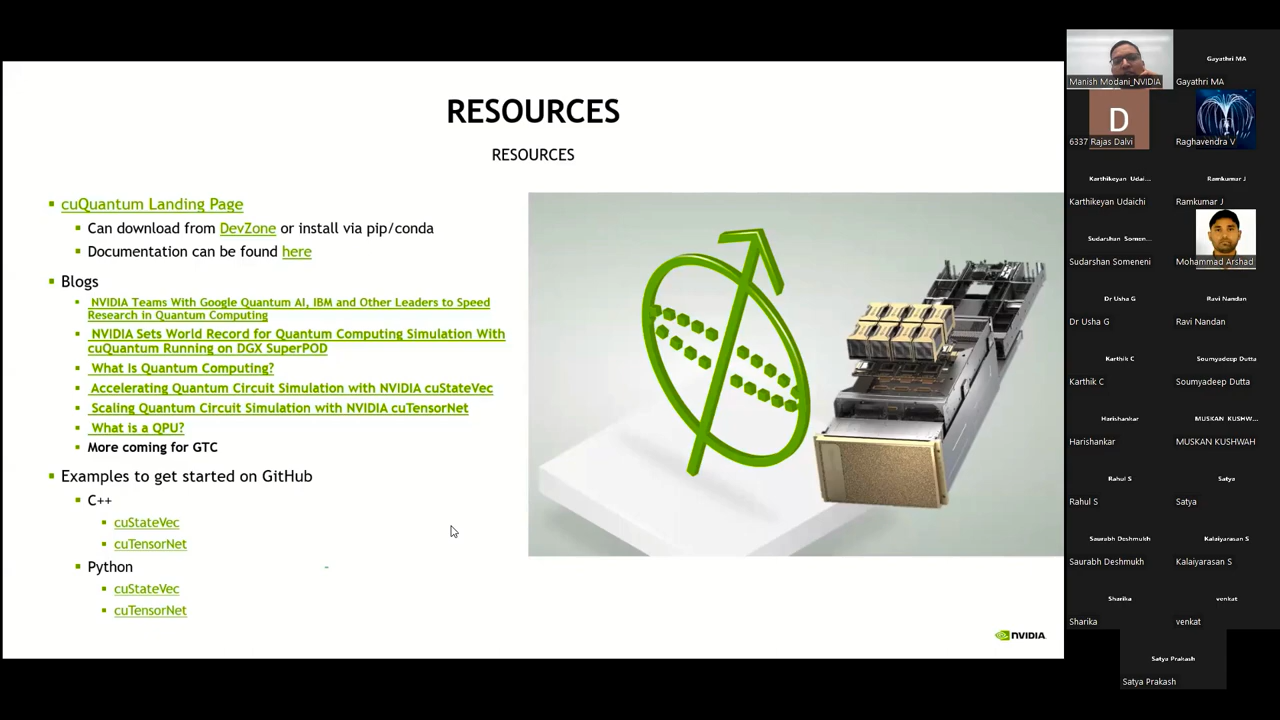 RESOURCES
RESOURCES
cuQuantum Landing Page
Can download from DevZone or install via pip/conda
Documentation can be found here
Blogs
NVIDIA Teams With Google Quantum AI, IBM and Other Leaders to Speed
Research in Quantum Computing
NVIDIA Sets World Record for Quantum Computing Simulation With
cuQuantum Running on DGX SuperPOD
What Is Quantum Computing?
Accelerating Quantum Circuit Simulation with NVIDIA cuStateVec
Scaling Quantum Circuit Simulation with NVIDIA cuTensorNet
What is a QPU?
More coming for GTC
Examples to get started on GitHub
C++
cuStateVec
cuTensorNet
Python
cuStateVec
cuTensorNet
NVIDIA
Manish Modani_NVIDIA
Gayathri MA
Gayathri MA
D
6337 Rajas Dalvi
Raghavendra V
Karthikeyan Udai...
Karthikeyan Udaichi
Ramkumar J
Ramkumar J
Sudarshan Somen...
Sudarshan Someneni
Mohammad Arshad
Dr Usha G
Dr Usha G
Ravi Nandan
Ravi Nandan
Karthik C
Karthik C
Soumyadeep Dutta
Soumyadeep Dutta
Harishankar
Harishankar
MUSKAN KUSHW...
MUSKAN KUSHWAH
Rahul S
Rahul S
Satya
Satya
Saurabh Deshmukh
Saurabh Deshmukh
Kalaiyarasan S
Kalaiyarasan S
Sharika
Sharika
venkat
venkat
Satya Prakash
Satya Prakash